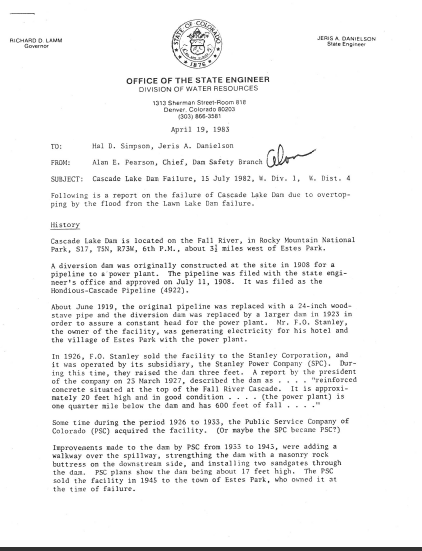 RICHARD D. LAMM
Governor
STATE OF COLORADO
1876
JERIS A. DANIELSON
State Engineer
OFFICE OF THE STATE ENGINEER
DIVISION OF WATER RESOURCES
1313 Sherman Street-Room 818
Denver, Colorado 80203
(303) 866-3581
April 19, 1983
TO: Hal D. Simpson, Jeris A. Danielson
FROM: Alan E. Pearson, Chief, Dam Safety Branch Alan
SUBJECT: Cascade Lake Dam Failure, 15 July 1982, W. Div. 1, W. Dist. 4
Following is a report on the failure of Cascade Lake Dam due to overtop-
ping by the flood from the Lawn Lake Dam failure.
History
Cascade Lake Dam is located on the Fall River, in Rocky Mountain National
Park, S17, T5N, R73W, 6th P.M., about 3½ miles west of Estes Park.
A diversion dam was originally constructed at the site in 1908 for a
pipeline to a power plant. The pipeline was filed with the state engi-
neer's office and approved on July 11, 1908. It was filed as the
Hondious-Cascade Pipeline (4922).
About June 1919, the original pipeline was replaced with a 24-inch wood-
stave pipe and the diversion dam was replaced by a larger dam in 1923 in
order to assure a constant head for the power plant. Mr. F.O. Stanley,
the owner of the facility, was generating electricity for his hotel and
the village of Estes Park with the power plant.
In 1926, F.O. Stanley sold the facility to the Stanley Corporation, and
it was operated by its subsidiary, the Stanley Power Company (SPC). Dur-
ing this time, they raised the dam three feet. A report by the president
of the company on 23 March 1927, described the dam as . . . . "reinforced
concrete situated at the top of the Fall River Cascade. It is approxi-
mately 20 feet high and in good condition . . . . (the power plant) is
one quarter mile below the dam and has 600 feet of fall . . . ."
Some time during the period 1926 to 1933, the Public Service Company of
Colorado (PSC) acquired the facility. (Or maybe the SPC became PSC?)
Improvements made to the dam by PSC from 1933 to 1945, were adding a
walkway over the spillway, strengthing the dam with a masonry rock
buttress on the downstream side, and installing two sandgates through
the dam. PSC plans show the dam being about 17 feet high. The PSC
sold the facility in 1945 to the town of Estes Park, who owned it at
the time of failure.